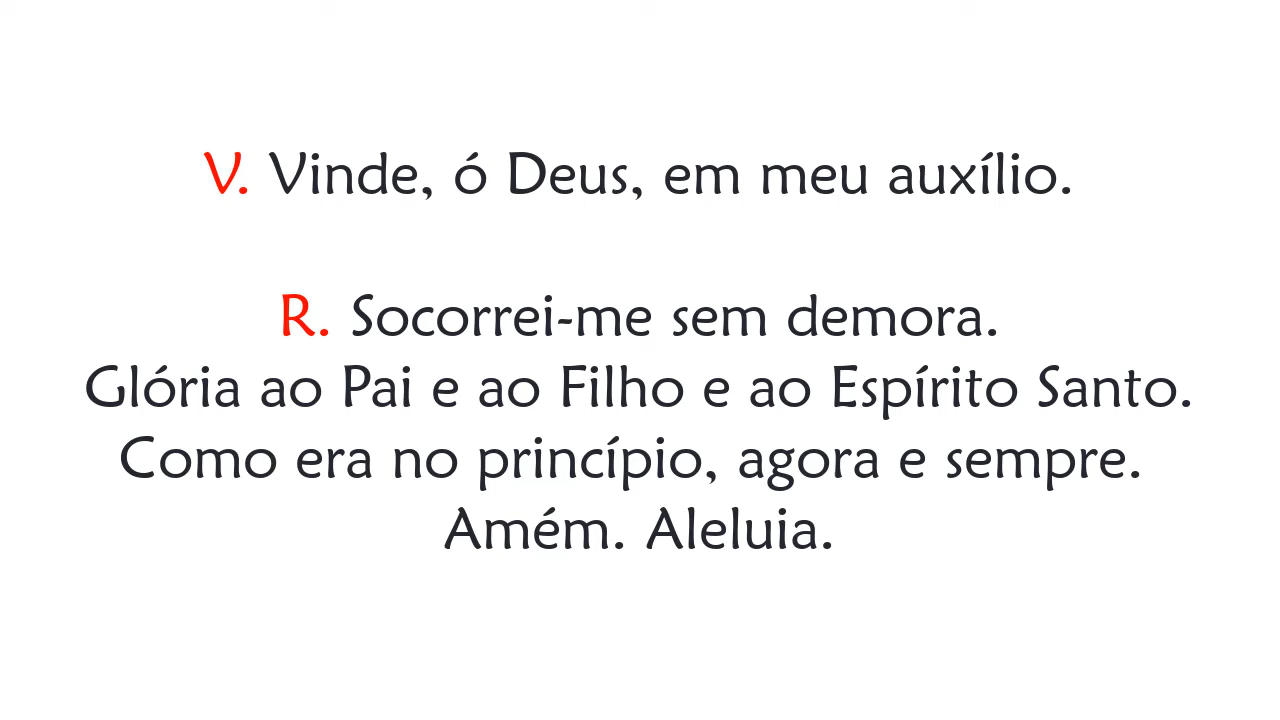 V. Vinde, ó Deus, em meu auxílio.
R. Socorrei-me sem demora.
Glória ao Pai e ao Filho e ao Espírito Santo.
Como era no princípio, agora e sempre.
Amém. Aleluia.